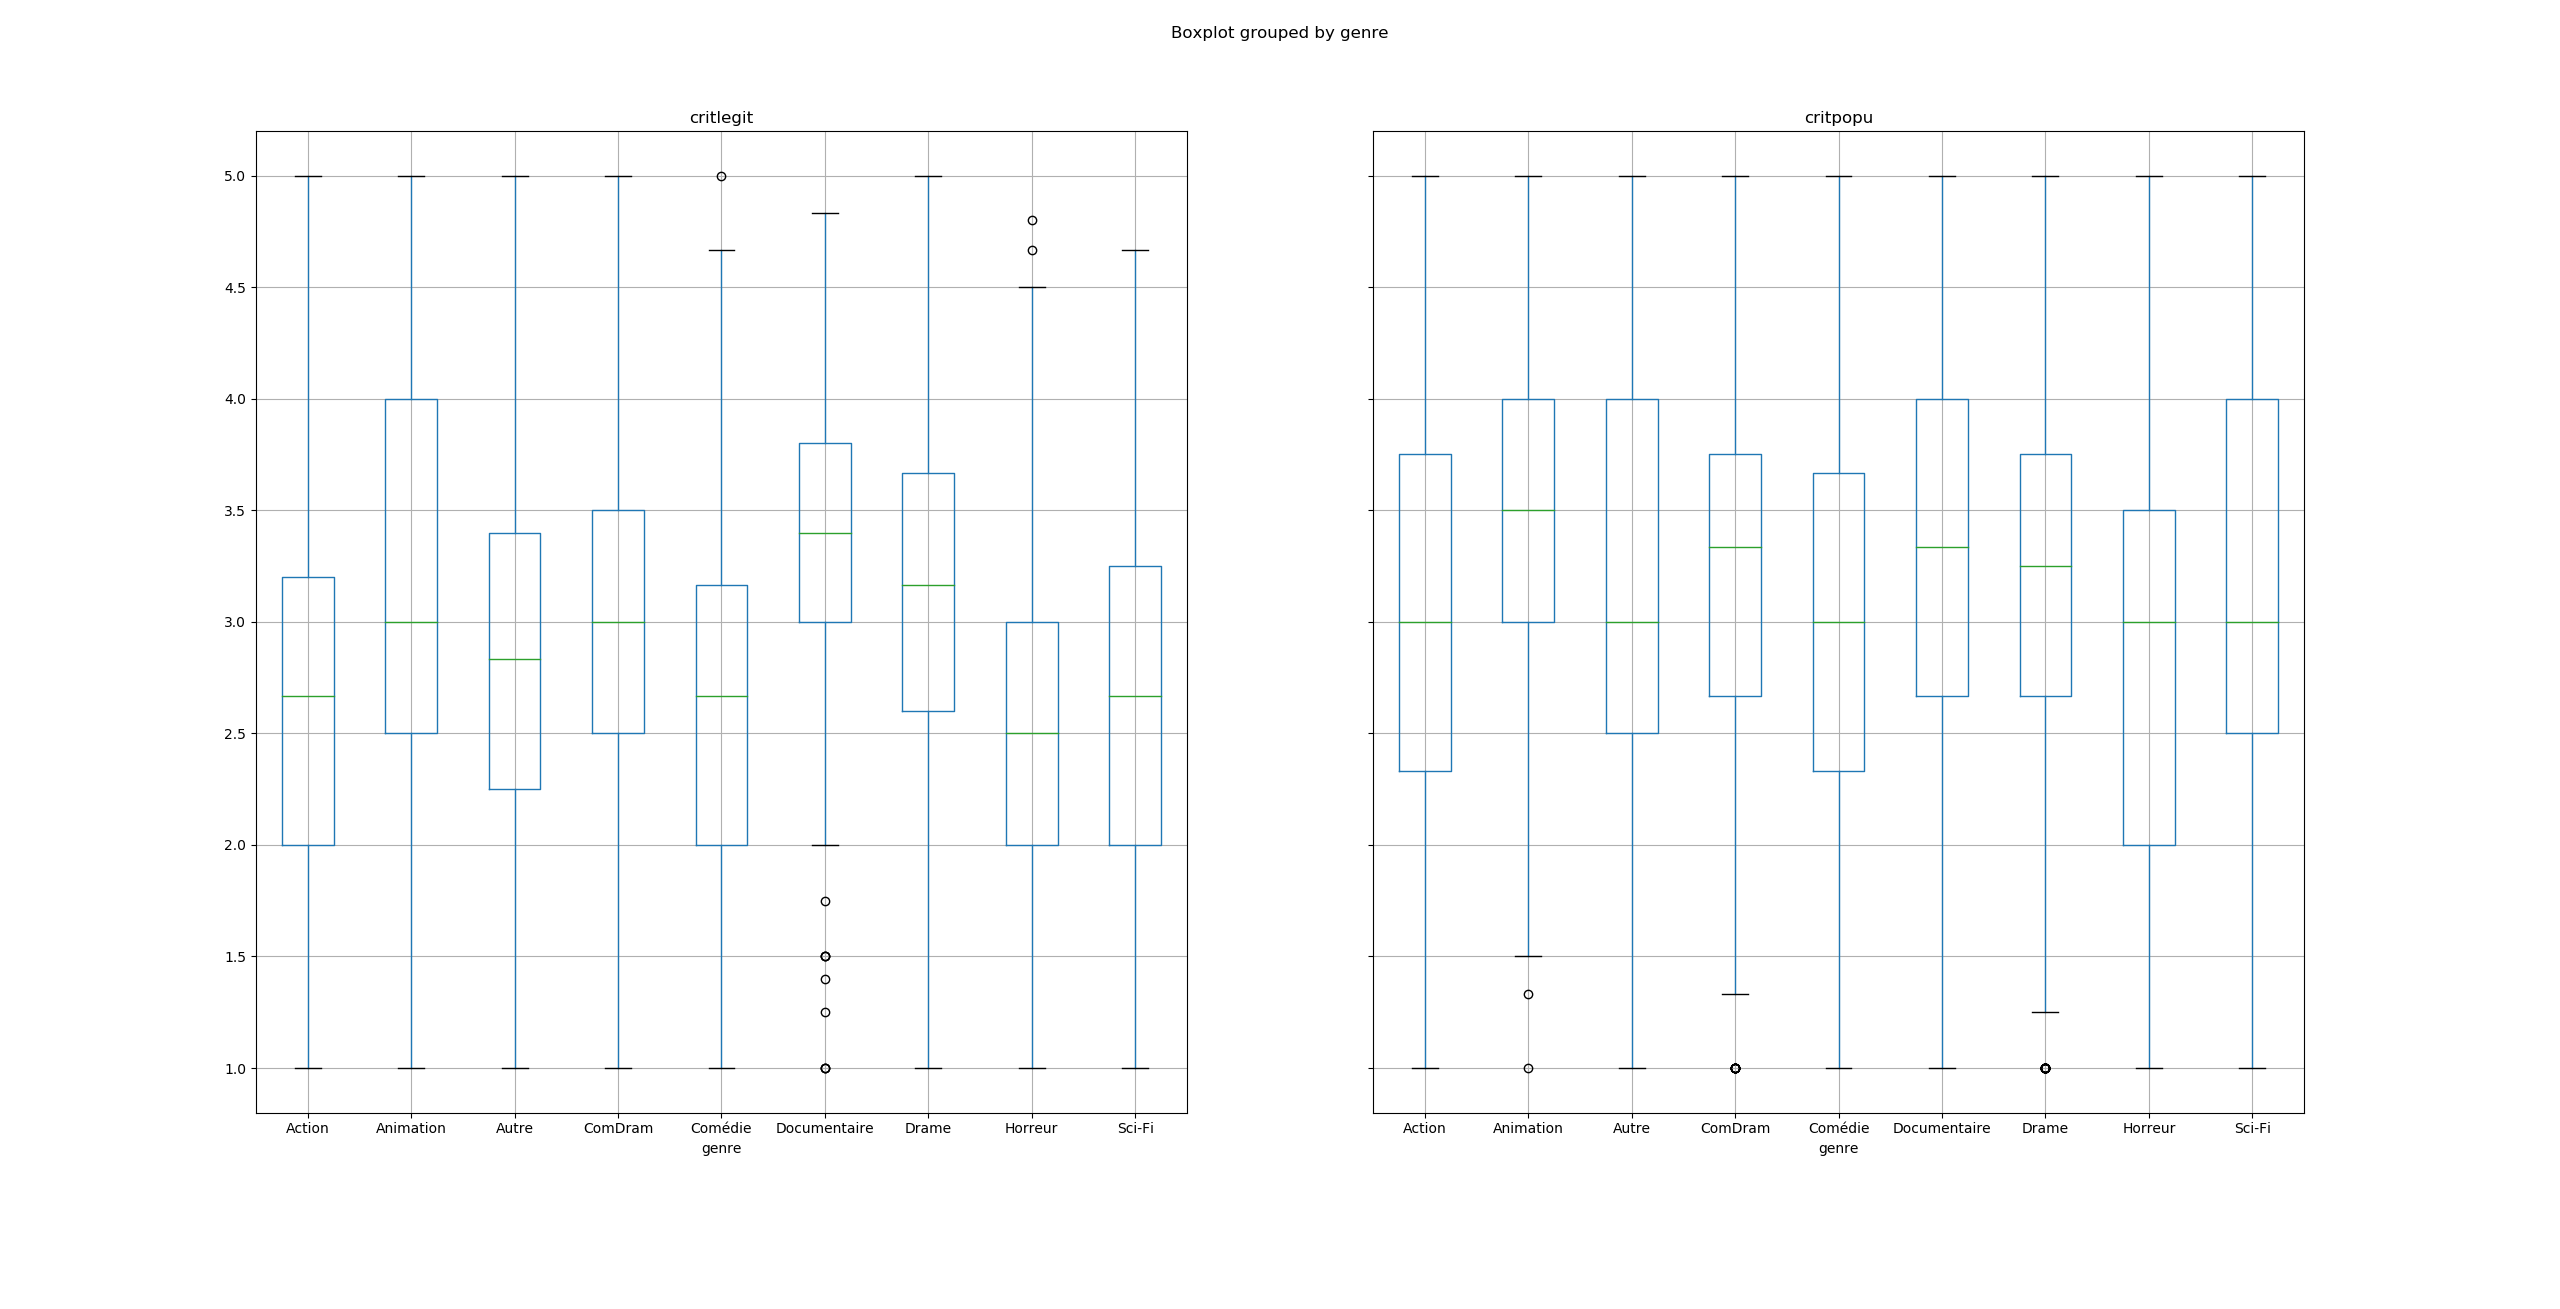 Boxplot grouped by genre
critlegit
5.0
4.5
4.0
3.5
3.0
2.5
2.0
1.5
1.0
Action Animation Autre ComDram Comédie Documentaire Drame Horreur Sci-Fi
genre
critpopu
Action Animation Autre ComDram Comédie Documentaire Drame Horreur Sci-Fi
genre